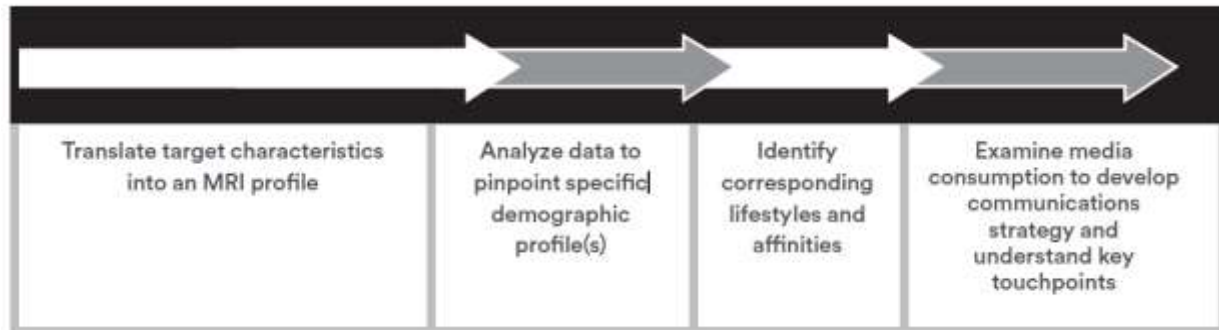 Translate target characteristics
into an MRI profile
Analyze data to
pinpoint specific
demographic
profile(s)
Identify
corresponding
lifestyles and
affinities
Examine media
consumption to develop
communications
strategy and
understand key
touchpoints